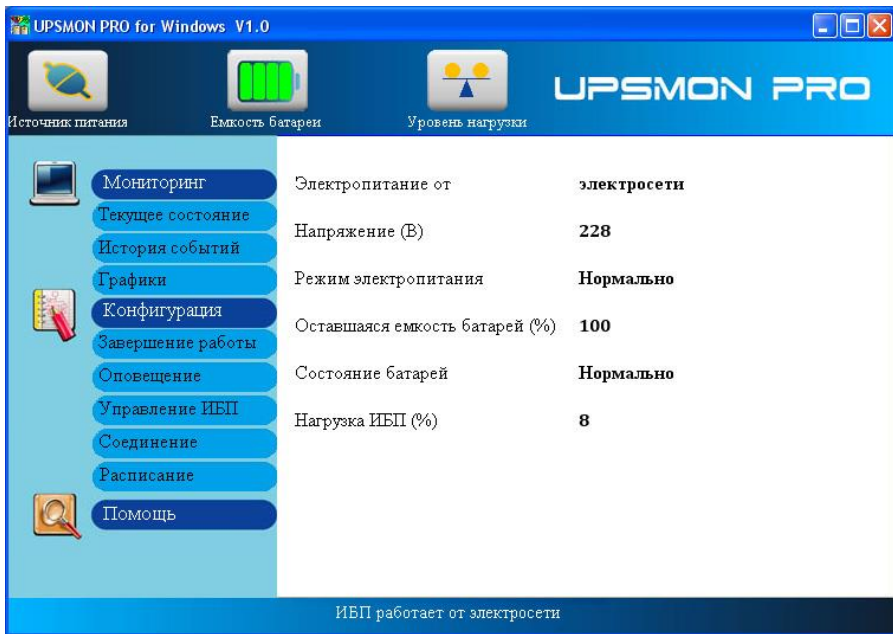 UPSMON PRO for Windows V1.0
UPSMON PRO
Источник питания
Емкость батареи
Уровень нагрузки
Мониторинг
Текущее состояние
История событий
Графики
Конфигурация
Завершение работы
Оповещение
Управление ИБП
Соединение
Расписание
Помощь
Электропитание от электросети
Напряжение (В) 228
Режим электропитания Нормально
Оставшаяся емкость батарей (%) 100
Состояние батарей Нормально
Нагрузка ИБП (%) 8
ИБП работает от электросети